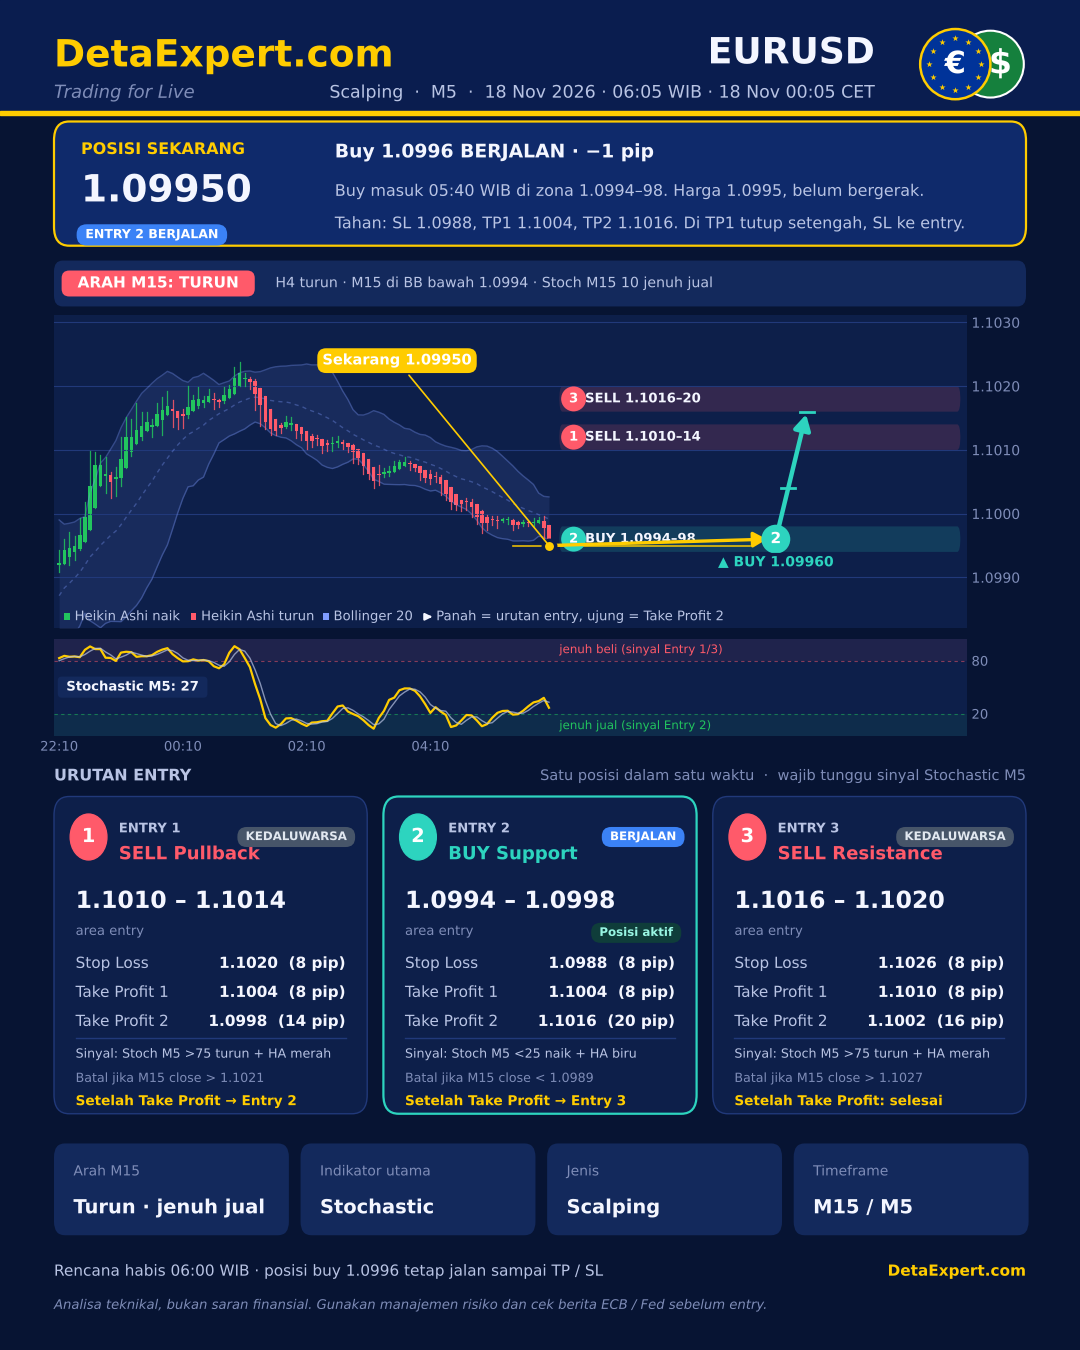 DetaExpert.com
EURUSD
€ $
Trading for Live
Scalping · M5 · 18 Nov 2026 · 06:05 WIB · 18 Nov 00:05 CET
POSISI SEKARANG
Buy 1.0996 BERJALAN · −1 pip
1.09950
Buy masuk 05:40 WIB di zona 1.0994–98. Harga 1.0995, belum bergerak.
Tahan: SL 1.0988, TP1 1.1004, TP2 1.1016. Di TP1 tutup setengah, SL ke entry.
ENTRY 2 BERJALAN
ARAH M15: TURUN
H4 turun · M15 di BB bawah 1.0994 · Stoch M15 10 jenuh jual
1.1030
Sekarang 1.09950
1.1020
3 SELL 1.1016–20
1 SELL 1.1010–14
1.1010
1.1000
2 BUY 1.0994–98
2
▲ BUY 1.09960
1.0990
Heikin Ashi naik Heikin Ashi turun Bollinger 20 Panah = urutan entry, ujung = Take Profit 2
jenuh beli (sinyal Entry 1/3)
80
Stochastic M5: 27
20
jenuh jual (sinyal Entry 2)
22:10 00:10 02:10 04:10
URUTAN ENTRY
Satu posisi dalam satu waktu · wajib tunggu sinyal Stochastic M5
1
ENTRY 1
KEDALUWARSA
SELL Pullback
1.1010 – 1.1014
area entry
Stop Loss 1.1020 (8 pip)
Take Profit 1 1.1004 (8 pip)
Take Profit 2 1.0998 (14 pip)
Sinyal: Stoch M5 >75 turun + HA merah
Batal jika M15 close > 1.1021
Setelah Take Profit → Entry 2
2
ENTRY 2
BERJALAN
BUY Support
1.0994 – 1.0998
area entry
Posisi aktif
Stop Loss 1.0988 (8 pip)
Take Profit 1 1.1004 (8 pip)
Take Profit 2 1.1016 (20 pip)
Sinyal: Stoch M5 <25 naik + HA biru
Batal jika M15 close < 1.0989
Setelah Take Profit → Entry 3
3
ENTRY 3
KEDALUWARSA
SELL Resistance
1.1016 – 1.1020
area entry
Stop Loss 1.1026 (8 pip)
Take Profit 1 1.1010 (8 pip)
Take Profit 2 1.1002 (16 pip)
Sinyal: Stoch M5 >75 turun + HA merah
Batal jika M15 close > 1.1027
Setelah Take Profit: selesai
Arah M15
Turun · jenuh jual
Indikator utama
Stochastic
Jenis
Scalping
Timeframe
M15 / M5
Rencana habis 06:00 WIB · posisi buy 1.0996 tetap jalan sampai TP / SL
DetaExpert.com
Analisa teknikal, bukan saran finansial. Gunakan manajemen risiko dan cek berita ECB / Fed sebelum entry.